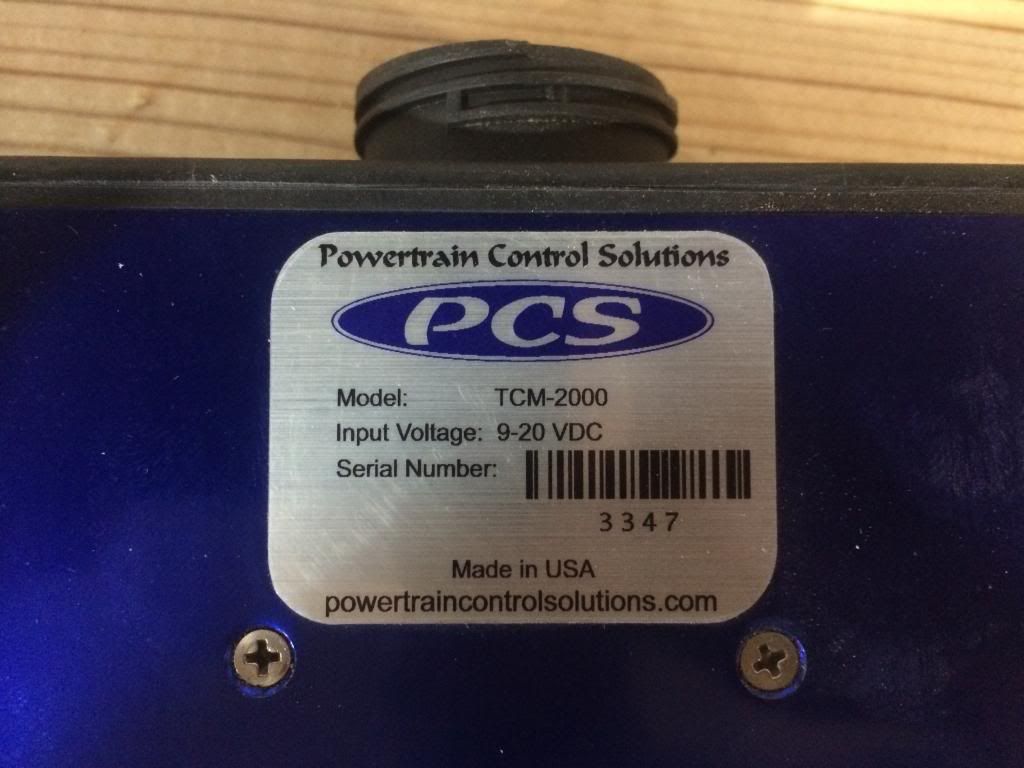 Powertrain Control Solutions
PCS
Model: TCM-2000
Input Voltage: 9-20 VDC
Serial Number:
3347
Made in USA
powertraincontrolsolutions.com